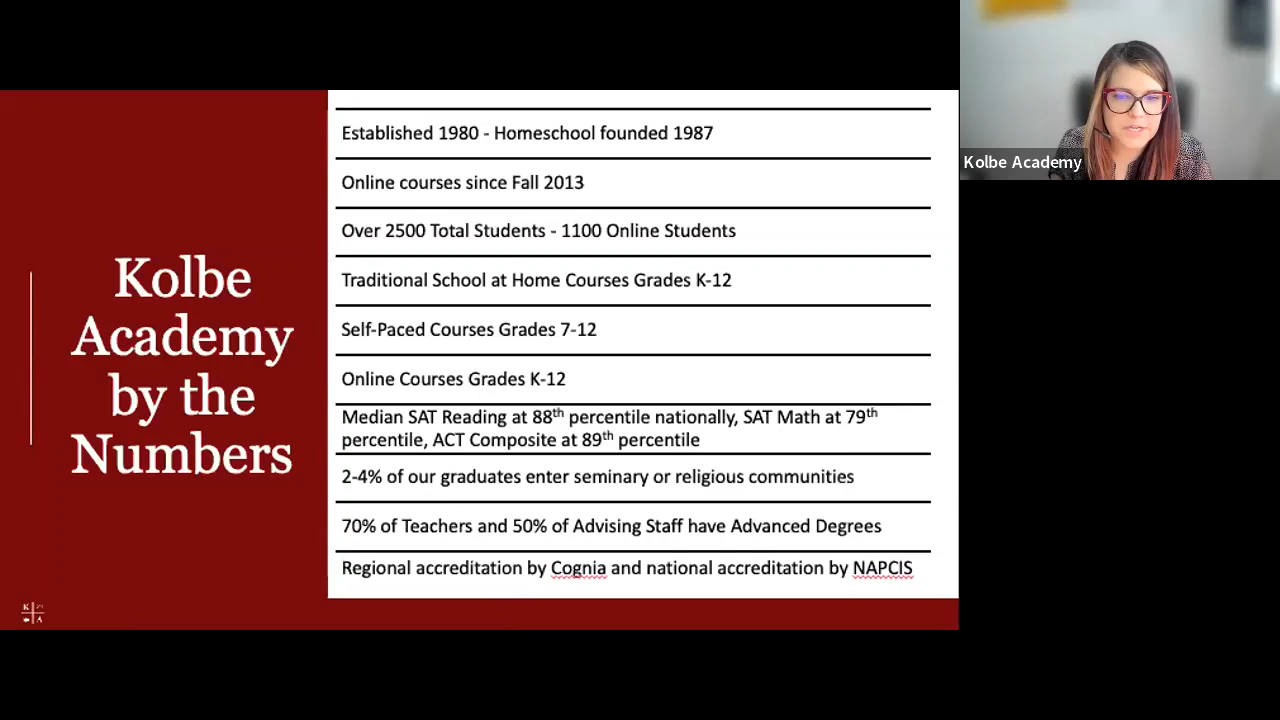 Kolbe
Academy
by the
Numbers
Established 1980 - Homeschool founded 1987
Online courses since Fall 2013
Over 2500 Total Students - 1100 Online Students
Traditional School at Home Courses Grades K-12
Self-Paced Courses Grades 7-12
Online Courses Grades K-12
Median SAT Reading at 88th percentile nationally, SAT Math at 79th
percentile, ACT Composite at 89th percentile
2-4% of our graduates enter seminary or religious communities
70% of Teachers and 50% of Advising Staff have Advanced Degrees
Regional accreditation by Cognia and national accreditation by NAPCIS
K
A
Kolbe Academy